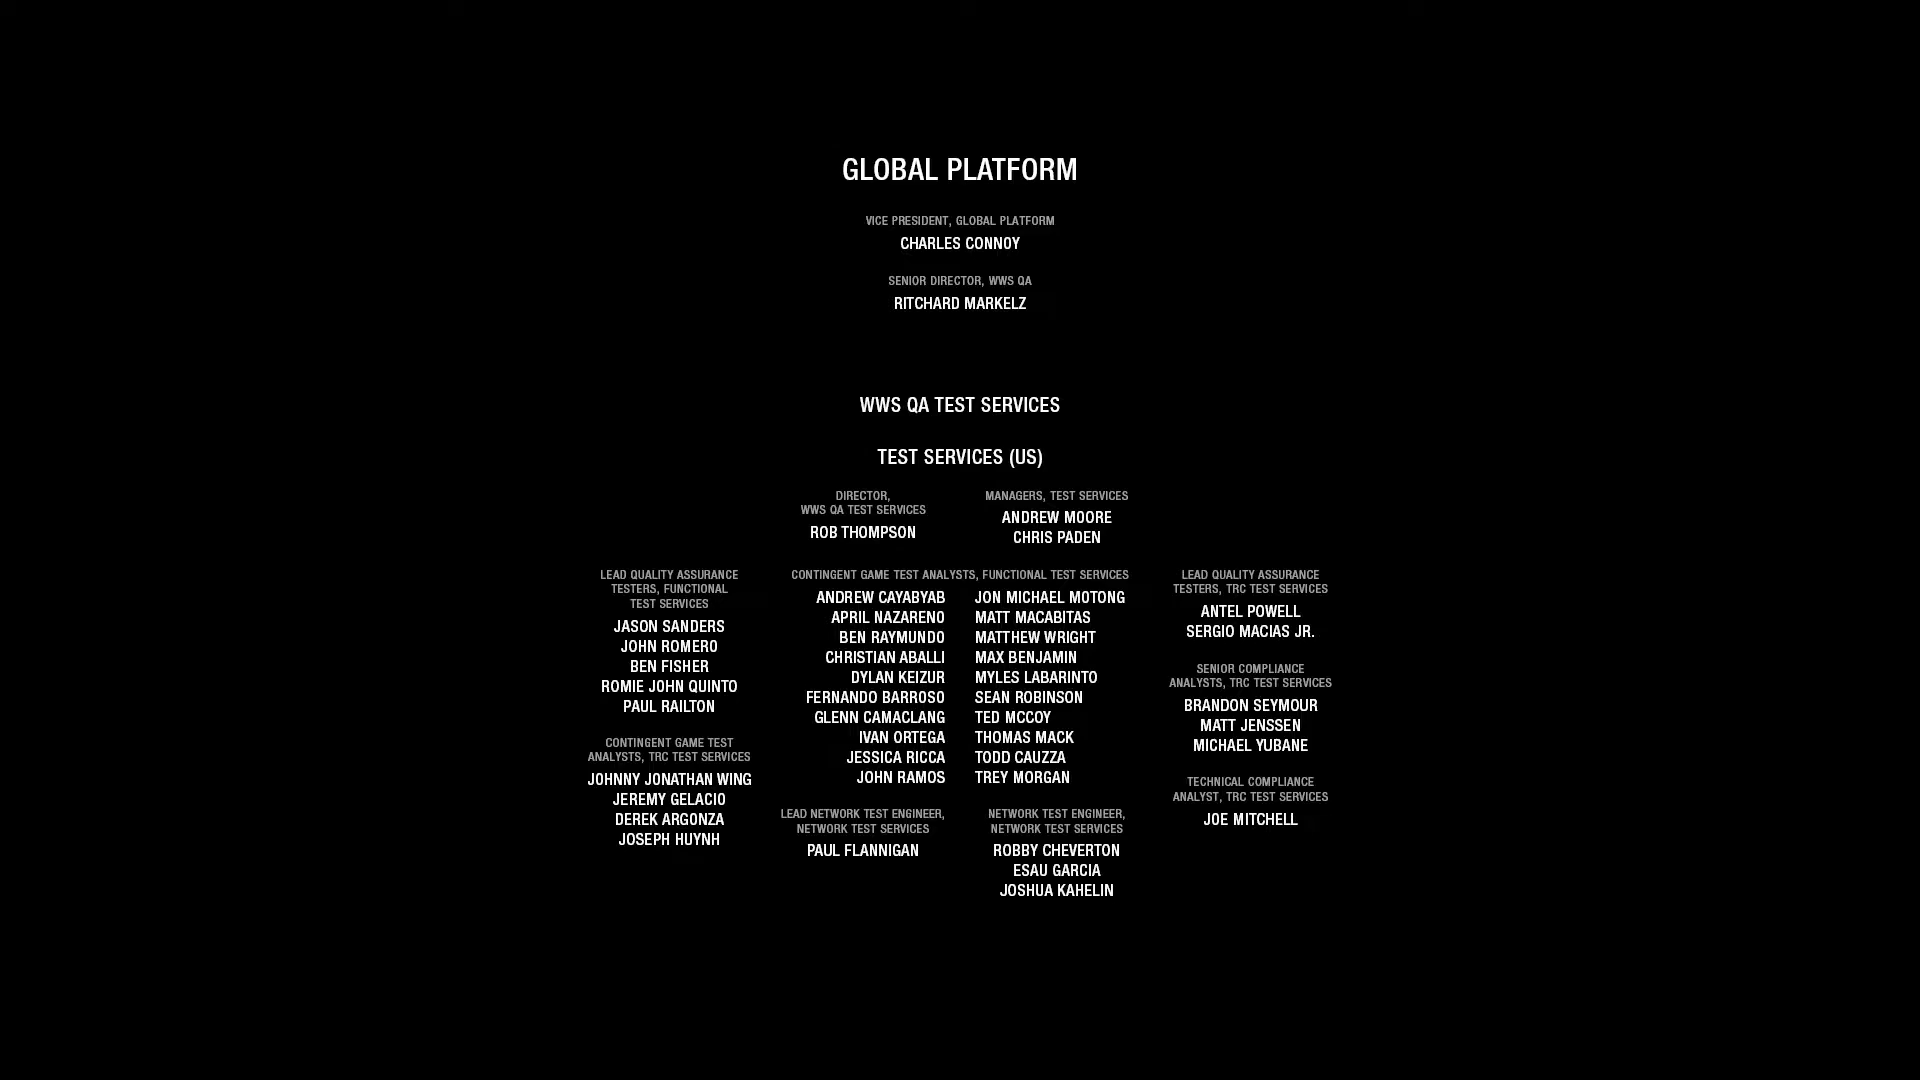 GLOBAL PLATFORM
VICE PRESIDENT, GLOBAL PLATFORM
CHARLES CONNOY
SENIOR DIRECTOR, WWS QA
RITCHARD MARKELZ
WWS QA TEST SERVICES
TEST SERVICES (US)
DIRECTOR,
WWS QA TEST SERVICES
ROB THOMPSON
MANAGERS, TEST SERVICES
ANDREW MOORE
CHRIS PADEN
LEAD QUALITY ASSURANCE
TESTERS, FUNCTIONAL
TEST SERVICES
JASON SANDERS
JOHN ROMERO
BEN FISHER
ROMIE JOHN QUINTO
PAUL RAILTON
CONTINGENT GAME TEST
ANALYSTS, TRC TEST SERVICES
JOHNNY JONATHAN WING
JEREMY GELACIO
DEREK ARGONZA
JOSEPH HUYNH
CONTINGENT GAME TEST ANALYSTS, FUNCTIONAL TEST SERVICES
ANDREW CAYABYAB
APRIL NAZARENO
BEN RAYMUNDO
CHRISTIAN ABALLI
DYLAN KEIZUR
FERNANDO BARROSO
GLENN CAMACLANG
IVAN ORTEGA
JESSICA RICCA
JOHN RAMOS
JON MICHAEL MOTONG
MATT MACABITAS
MATTHEW WRIGHT
MAX BENJAMIN
MYLES LABARINTO
SEAN ROBINSON
TED MCCOY
THOMAS MACK
TODD CAUZZA
TREY MORGAN
LEAD NETWORK TEST ENGINEER,
NETWORK TEST SERVICES
PAUL FLANNIGAN
NETWORK TEST ENGINEER,
NETWORK TEST SERVICES
ROBBY CHEVERTON
ESAU GARCIA
JOSHUA KAHELIN
LEAD QUALITY ASSURANCE
TESTERS, TRC TEST SERVICES
ANTEL POWELL
SERGIO MACIAS JR.
SENIOR COMPLIANCE
ANALYSTS, TRC TEST SERVICES
BRANDON SEYMOUR
MATT JENSSEN
MICHAEL YUBANE
TECHNICAL COMPLIANCE
ANALYST, TRC TEST SERVICES
JOE MITCHELL